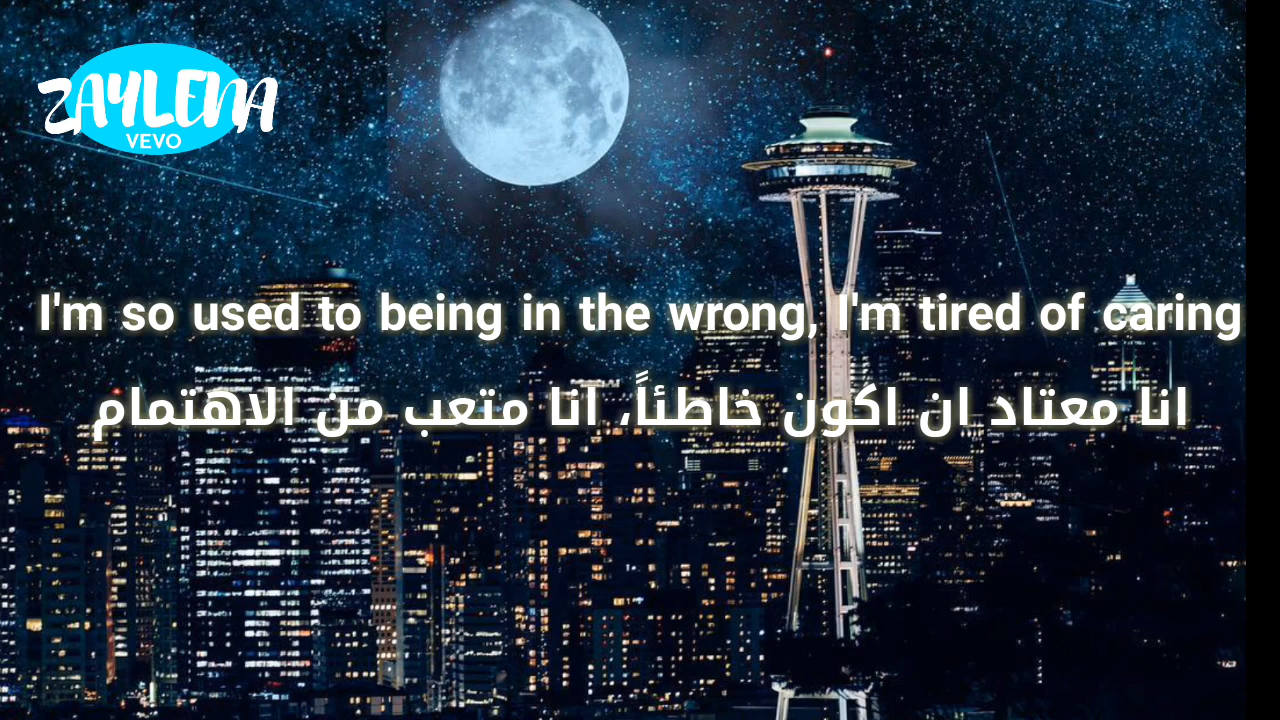 ZAYLENA
VEVO
I'm so used to being in the wrong, I'm tired of caring
انا معتاد ان اكون خاطئاً، انا متعب من الاهتمام